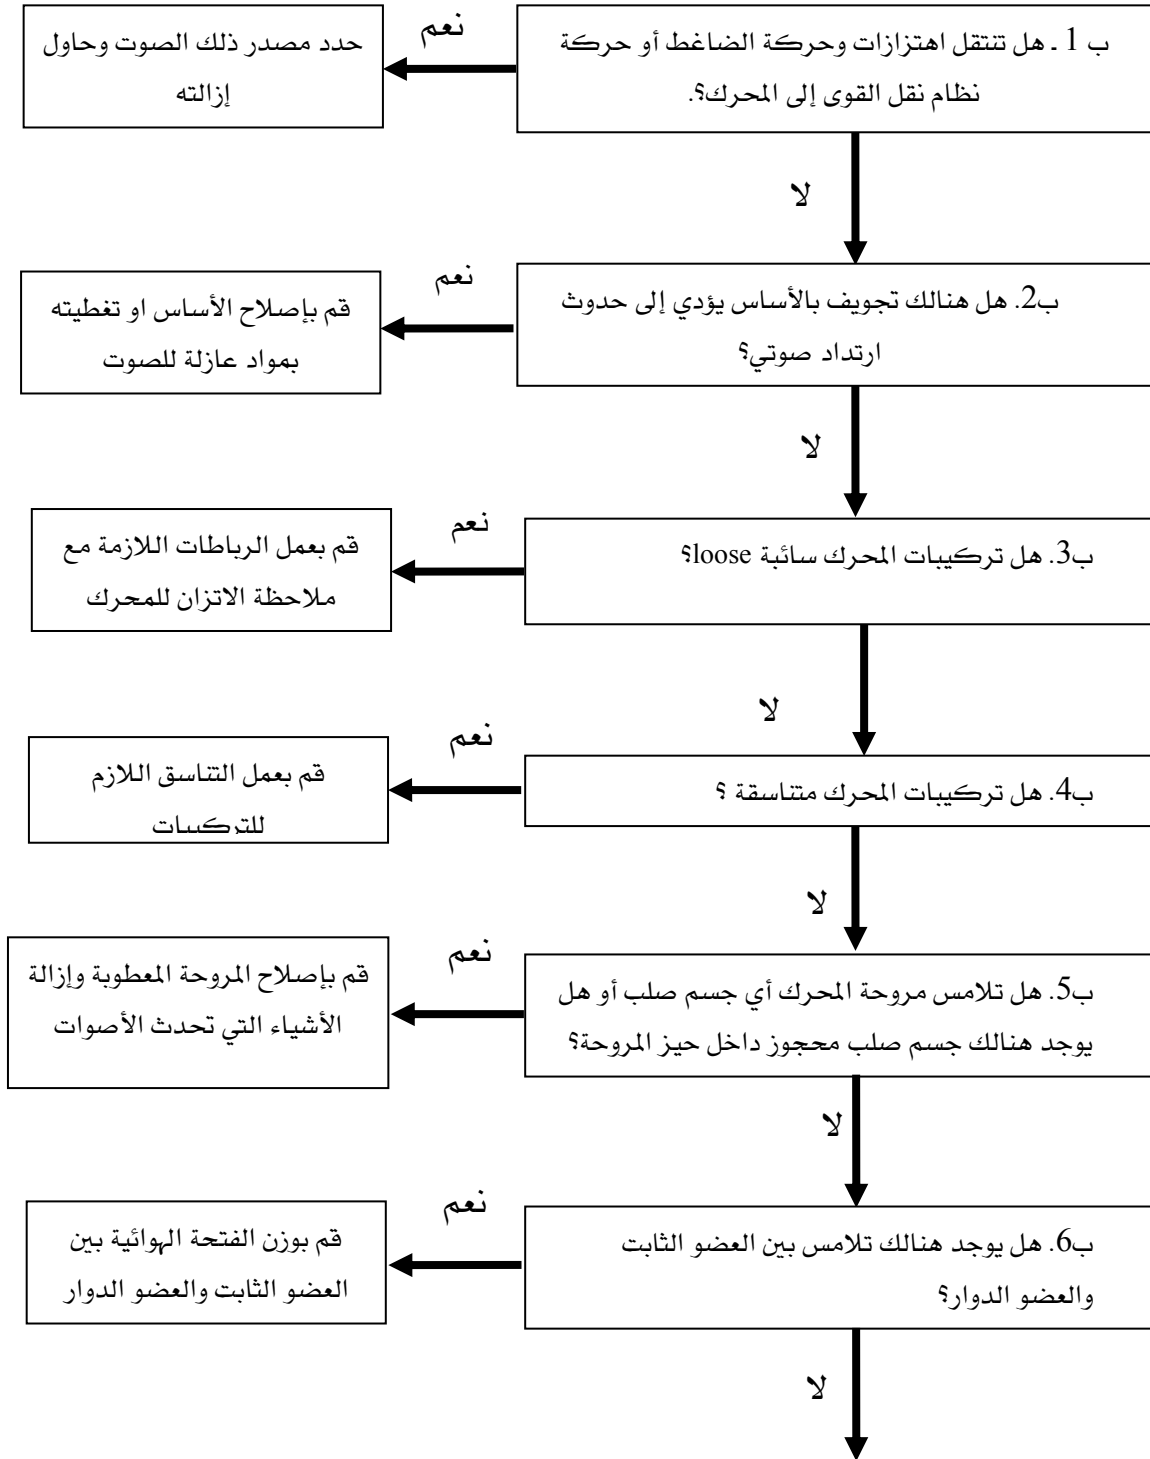 ب 1 ـ هل تنتقل اهتزازات وحركة الضاغط أو حركة
نظام نقل القوى إلى المحرك؟.
نعم
حدد مصدر ذلك الصوت وحاول
إزالته
لا
ب2. هل هنالك تجويف بالأساس يؤدي إلى حدوث
ارتداد صوتي؟
نعم
قم بإصلاح الأساس او تغطيته
بمواد عازلة للصوت
لا
ب3. هل تركيبات المحرك سائبة loose؟
نعم
قم بعمل الرباطات اللازمة مع
ملاحظة الاتزان للمحرك
لا
ب4. هل تركيبات المحرك متناسقة ؟
نعم
قم بعمل التناسق اللازم
للتركيبات
لا
ب5. هل تلامس مروحة المحرك أي جسم صلب أو هل
يوجد هنالك جسم صلب محجوز داخل حيز المروحة؟
نعم
قم بإصلاح المروحة المعطوبة وإزالة
الأشياء التي تحدث الأصوات
لا
ب6. هل يوجد هنالك تلامس بين العضو الثابت
والعضو الدوار؟
نعم
قم بوزن الفتحة الهوائية بين
العضو الثابت والعضو الدوار
لا